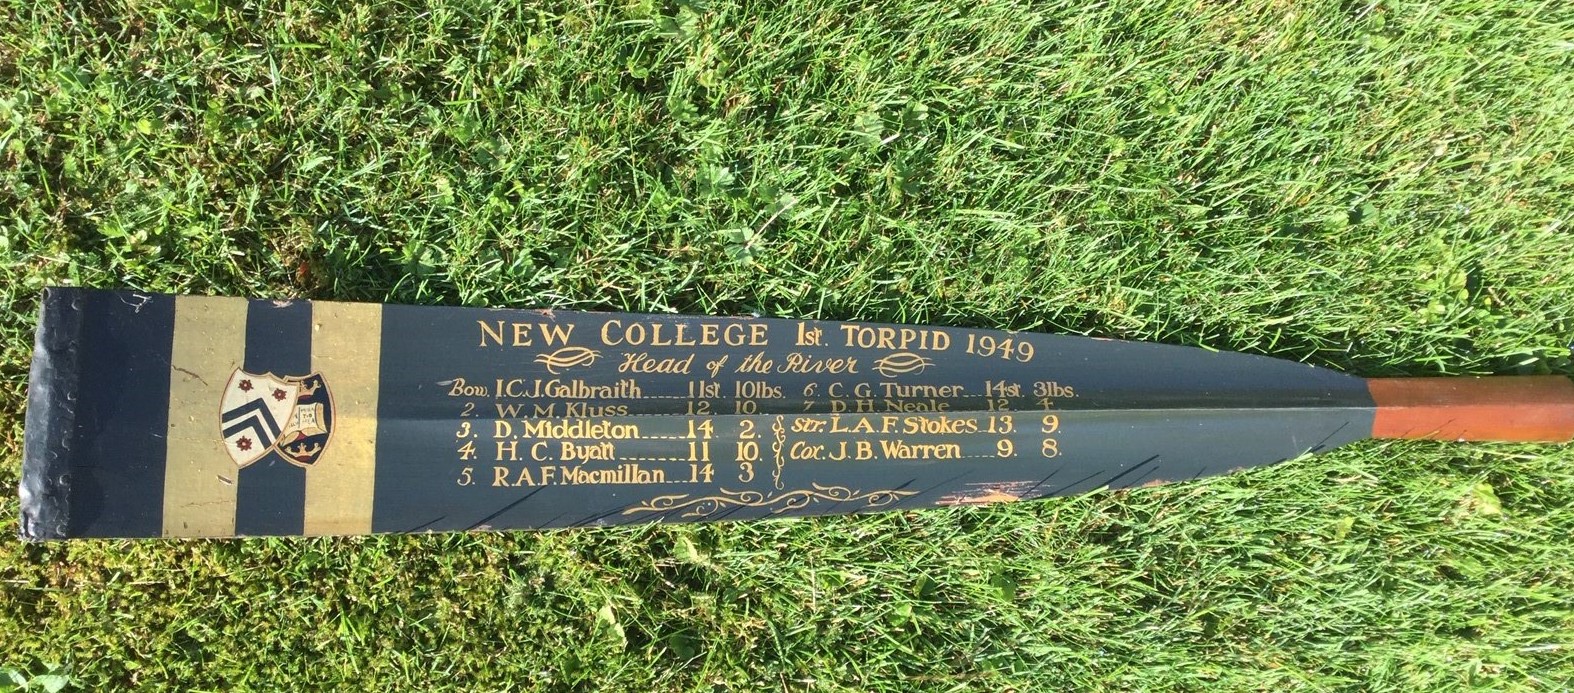 NEW COLLEGE 1st. TORPID 1949
Head of the River
Bow. I.C.J. Galbraith 11st. 10lbs.
2. W. M. Kluss 12. 10.
3. D. Middleton 14 2.
4. H. C. Byatt 11 10.
5. R.A.F. Macmillan 14 3
6 C. G. Turner 14st. 3lbs.
7. D. H. Neale 12. 4.
Str. L.A.F. Stokes 13. 9.
Cox. J. B. Warren 9. 8.